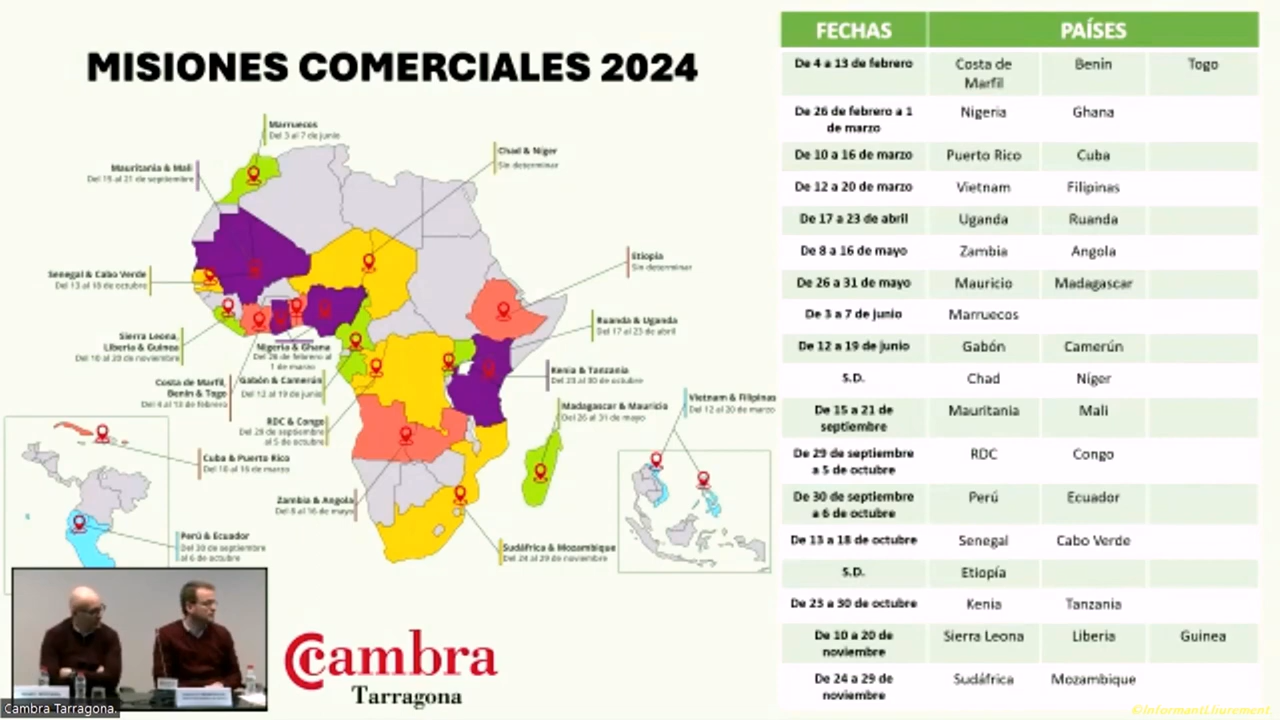 MISIONES COMERCIALES 2024
Marruecos
Del 3 al 7 de junio
Mauritania & Mali
Del 15 al 21 de septiembre
Chad & Níger
Sin determinar
Senegal & Cabo Verde
Del 13 al 18 de octubre
Etiopia
Sin determinar
Sierra Leona,
Liberia & Guinea
Del 10 al 20 de noviembre
Nigeria & Ghana
Del 26 de febrero al
1 de marzo
Ruanda & Uganda
Del 17 al 23 de abril
Costa de Marfil,
Benín & Togo
Del 4 al 13 de febrero
Gabón & Camerún
Del 12 al 19 de junio
Kenia & Tanzania
Del 23 al 30 de octubre
RDC & Congo
Del 29 de septiembre
al 5 de octubre
Madagascar & Mauricio
Del 26 al 31 de mayo
Vietnam & Filipinas
Del 12 al 20 de marzo
Cuba & Puerto Rico
Del 10 al 16 de marzo
Zambia & Angola
Del 8 al 16 de mayo
Perú & Ecuador
Del 30 de septiembre
al 6 de octubre
Sudáfrica & Mozambique
Del 24 al 29 de noviembre
Cambra
Tarragona
Cambra Tarragona.
FECHAS PAÍSES
De 4 a 13 de febrero Costa de Marfil Benin Togo
De 26 de febrero a 1 de marzo Nigeria Ghana
De 10 a 16 de marzo Puerto Rico Cuba
De 12 a 20 de marzo Vietnam Filipinas
De 17 a 23 de abril Uganda Ruanda
De 8 a 16 de mayo Zambia Angola
De 26 a 31 de mayo Mauricio Madagascar
De 3 a 7 de junio Marruecos
De 12 a 19 de junio Gabón Camerún
S.D. Chad Níger
De 15 a 21 de septiembre Mauritania Mali
De 29 de septiembre a 5 de octubre RDC Congo
De 30 de septiembre a 6 de octubre Perú Ecuador
De 13 a 18 de octubre Senegal Cabo Verde
S.D. Etiopía
De 23 a 30 de octubre Kenia Tanzania
De 10 a 20 de noviembre Sierra Leona Liberia Guinea
De 24 a 29 de noviembre Sudáfrica Mozambique
©InformantLliurement